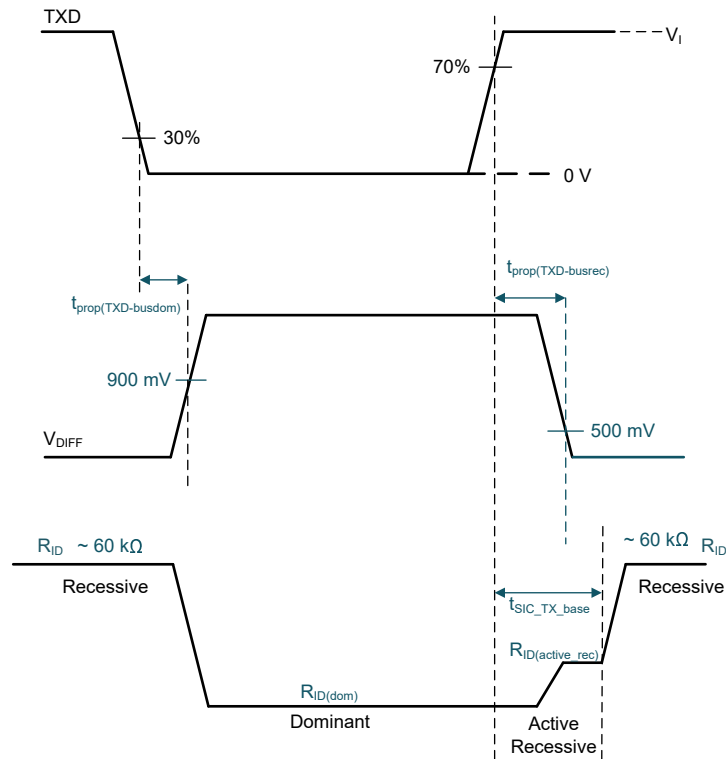 TXD
V_I
70%
30%
0 V
t_prop(TXD-busrec)
t_prop(TXD-busdom)
900 mV
500 mV
V_DIFF
R_ID ~ 60 kΩ
~ 60 kΩ R_ID
Recessive
Recessive
t_SIC_TX_base
R_ID(active_rec)
R_ID(dom)
Dominant
Active
Recessive